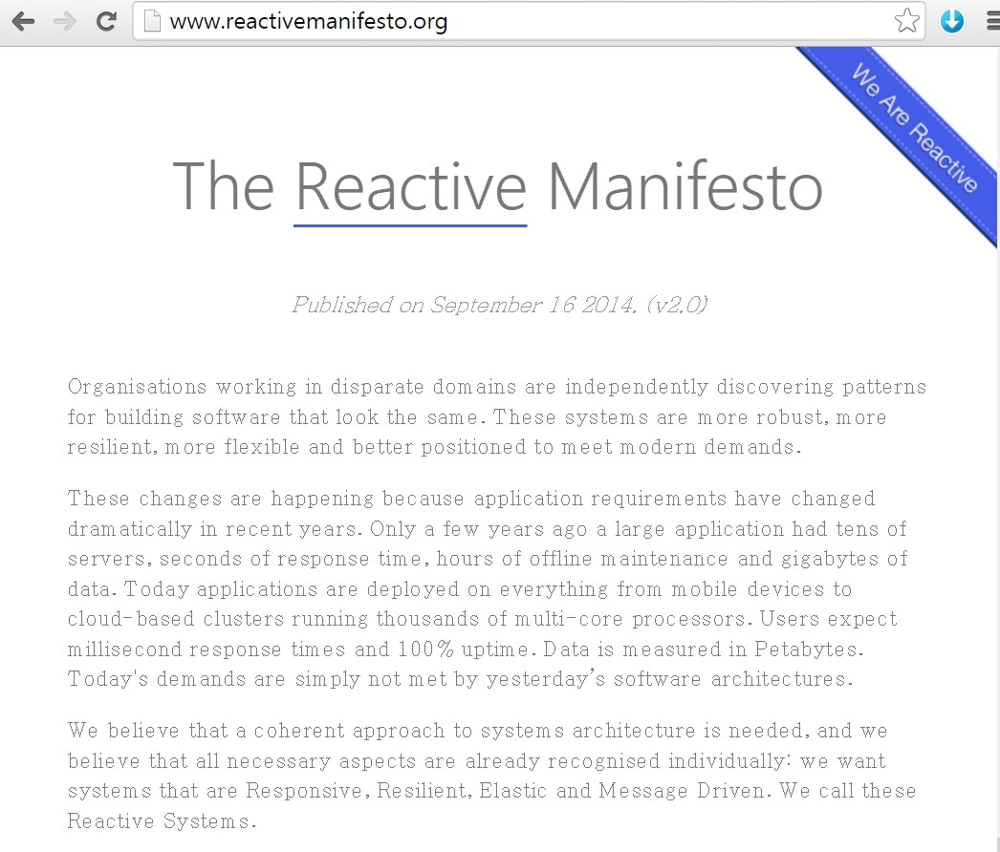 www.reactivemanifesto.org
We Are Reactive
The Reactive Manifesto
Published on September 16 2014. (v2.0)
Organisations working in disparate domains are independently discovering patterns
for building software that look the same. These systems are more robust, more
resilient, more flexible and better positioned to meet modern demands.
These changes are happening because application requirements have changed
dramatically in recent years. Only a few years ago a large application had tens of
servers, seconds of response time, hours of offline maintenance and gigabytes of
data. Today applications are deployed on everything from mobile devices to
cloud-based clusters running thousands of multi-core processors. Users expect
millisecond response times and 100% uptime. Data is measured in Petabytes.
Today's demands are simply not met by yesterday’s software architectures.
We believe that a coherent approach to systems architecture is needed, and we
believe that all necessary aspects are already recognised individually: we want
systems that are Responsive, Resilient, Elastic and Message Driven. We call these
Reactive Systems.